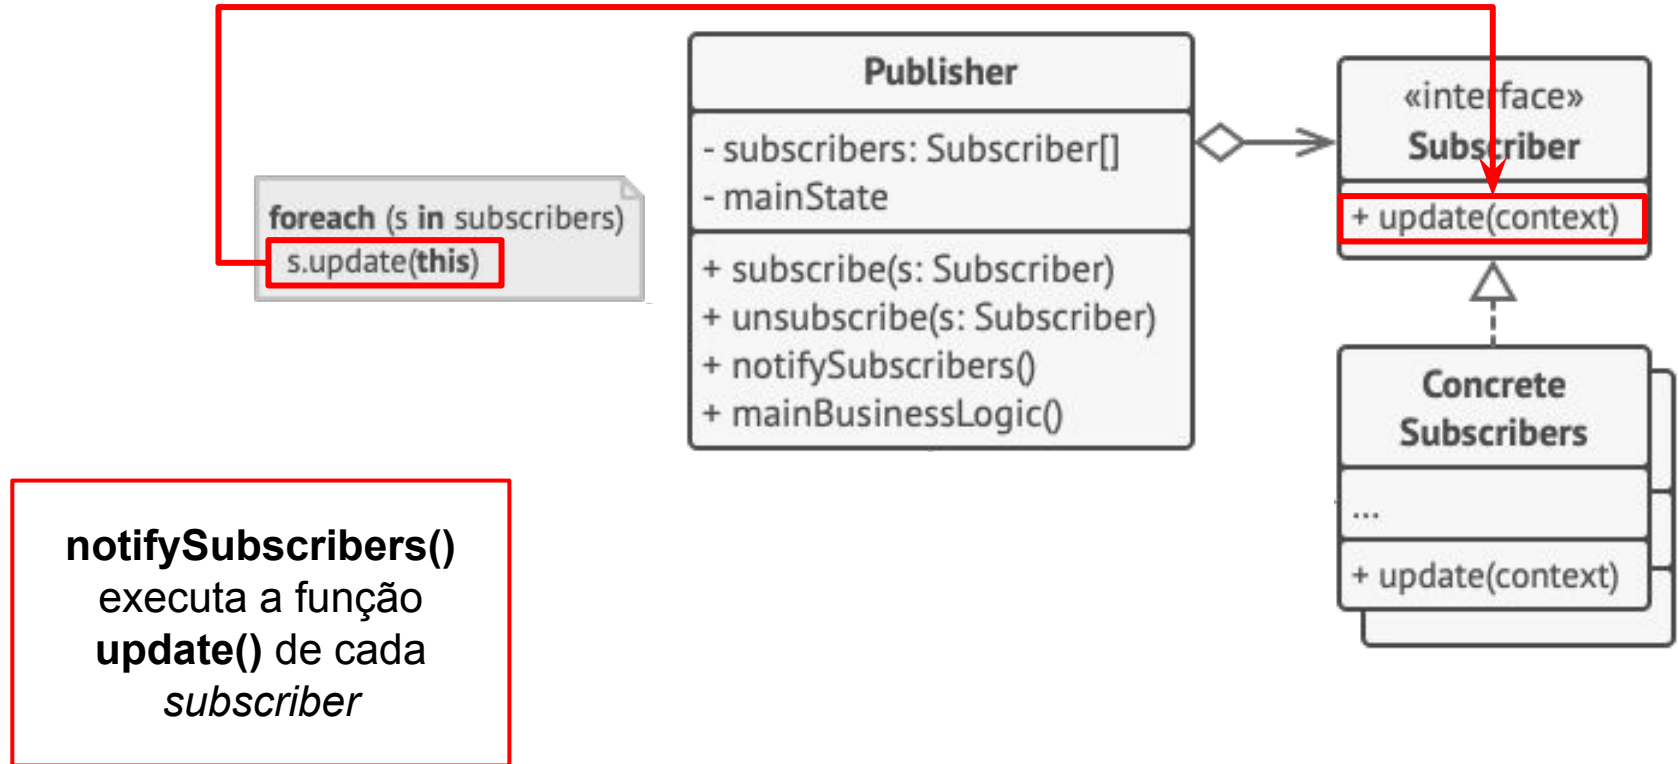 Publisher
- subscribers: Subscriber[]
- mainState
+ subscribe(s: Subscriber)
+ unsubscribe(s: Subscriber)
+ notifySubscribers()
+ mainBusinessLogic()
«interface»
Subscriber
+ update(context)
foreach (s in subscribers)
s.update(this)
Concrete
Subscribers
...
+ update(context)
notifySubscribers()
executa a função
update() de cada
subscriber